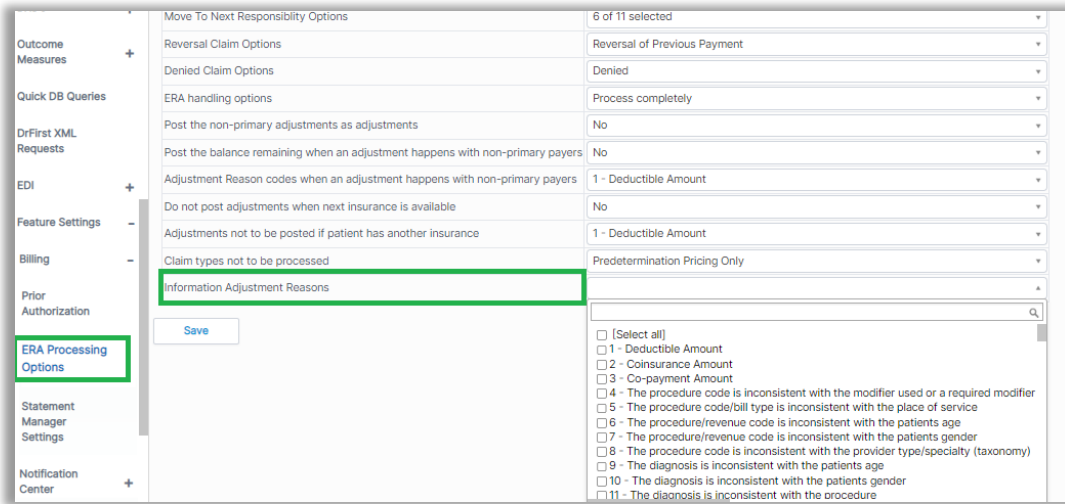 Move To Next Responsiblity Options
6 of 11 selected
Outcome
Measures
+
Reversal Claim Options
Reversal of Previous Payment
Denied Claim Options
Denied
Quick DB Queries
ERA handling options
Process completely
DrFirst XML
Requests
Post the non-primary adjustments as adjustments
No
Post the balance remaining when an adjustment happens with non-primary payers
No
EDI
+
Adjustment Reason codes when an adjustment happens with non-primary payers
1 - Deductible Amount
Do not post adjustments when next insurance is available
No
Feature Settings
-
Adjustments not to be posted if patient has another insurance
1 - Deductible Amount
Billing
-
Claim types not to be processed
Predetermination Pricing Only
Information Adjustment Reasons
Prior
Authorization
Save
ERA Processing
Options
[Select all]
1 - Deductible Amount
2 - Coinsurance Amount
3 - Co-payment Amount
4 - The procedure code is inconsistent with the modifier used or a required modifier
5 - The procedure code/bill type is inconsistent with the place of service
6 - The procedure/revenue code is inconsistent with the patients age
7 - The procedure/revenue code is inconsistent with the patients gender
8 - The procedure code is inconsistent with the provider type/specialty (taxonomy)
9 - The diagnosis is inconsistent with the patients age
10 - The diagnosis is inconsistent with the patients gender
11 - The diagnosis is inconsistent with the procedure
Statement
Manager
Settings
Notification
Center
+